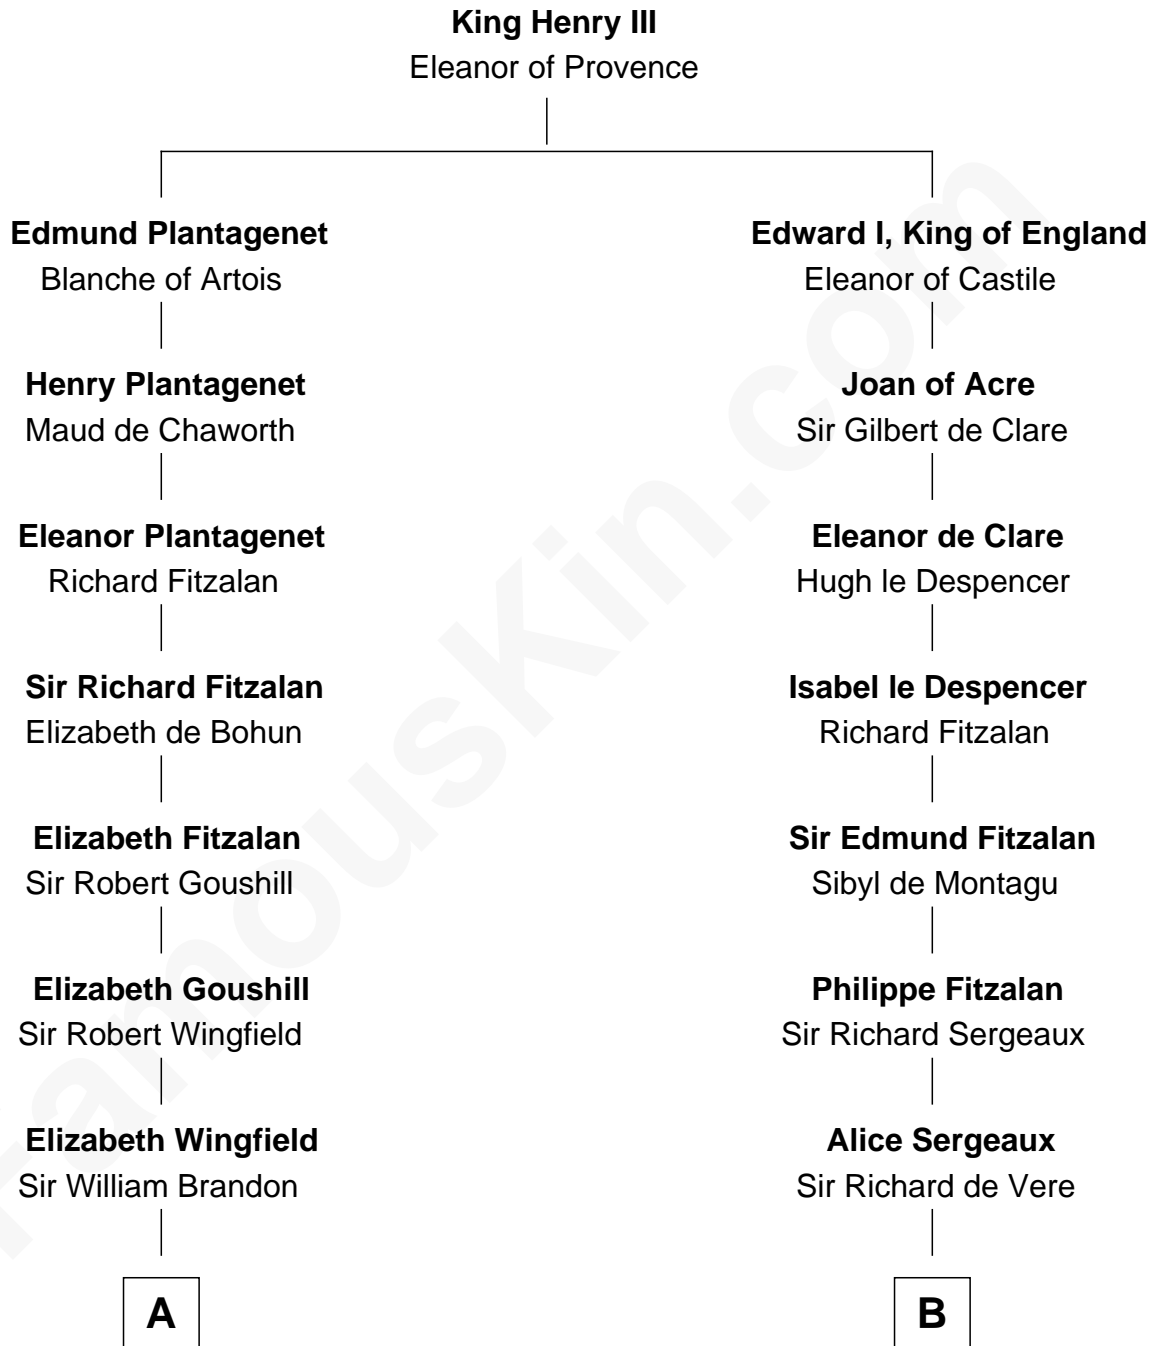 King Henry III
Eleanor of Provence
Edmund Plantagenet
Blanche of Artois
Henry Plantagenet
Maud de Chaworth
Eleanor Plantagenet
Richard Fitzalan
Sir Richard Fitzalan
Elizabeth de Bohun
Elizabeth Fitzalan
Sir Robert Goushill
Elizabeth Goushill
Sir Robert Wingfield
Elizabeth Wingfield
Sir William Brandon
A
Edward I, King of England
Eleanor of Castile
Joan of Acre
Sir Gilbert de Clare
Eleanor de Clare
Hugh le Despencer
Isabel le Despencer
Richard Fitzalan
Sir Edmund Fitzalan
Sibyl de Montagu
Philippe Fitzalan
Sir Richard Sergeaux
Alice Sergeaux
Sir Richard de Vere
B
FamousKin.com